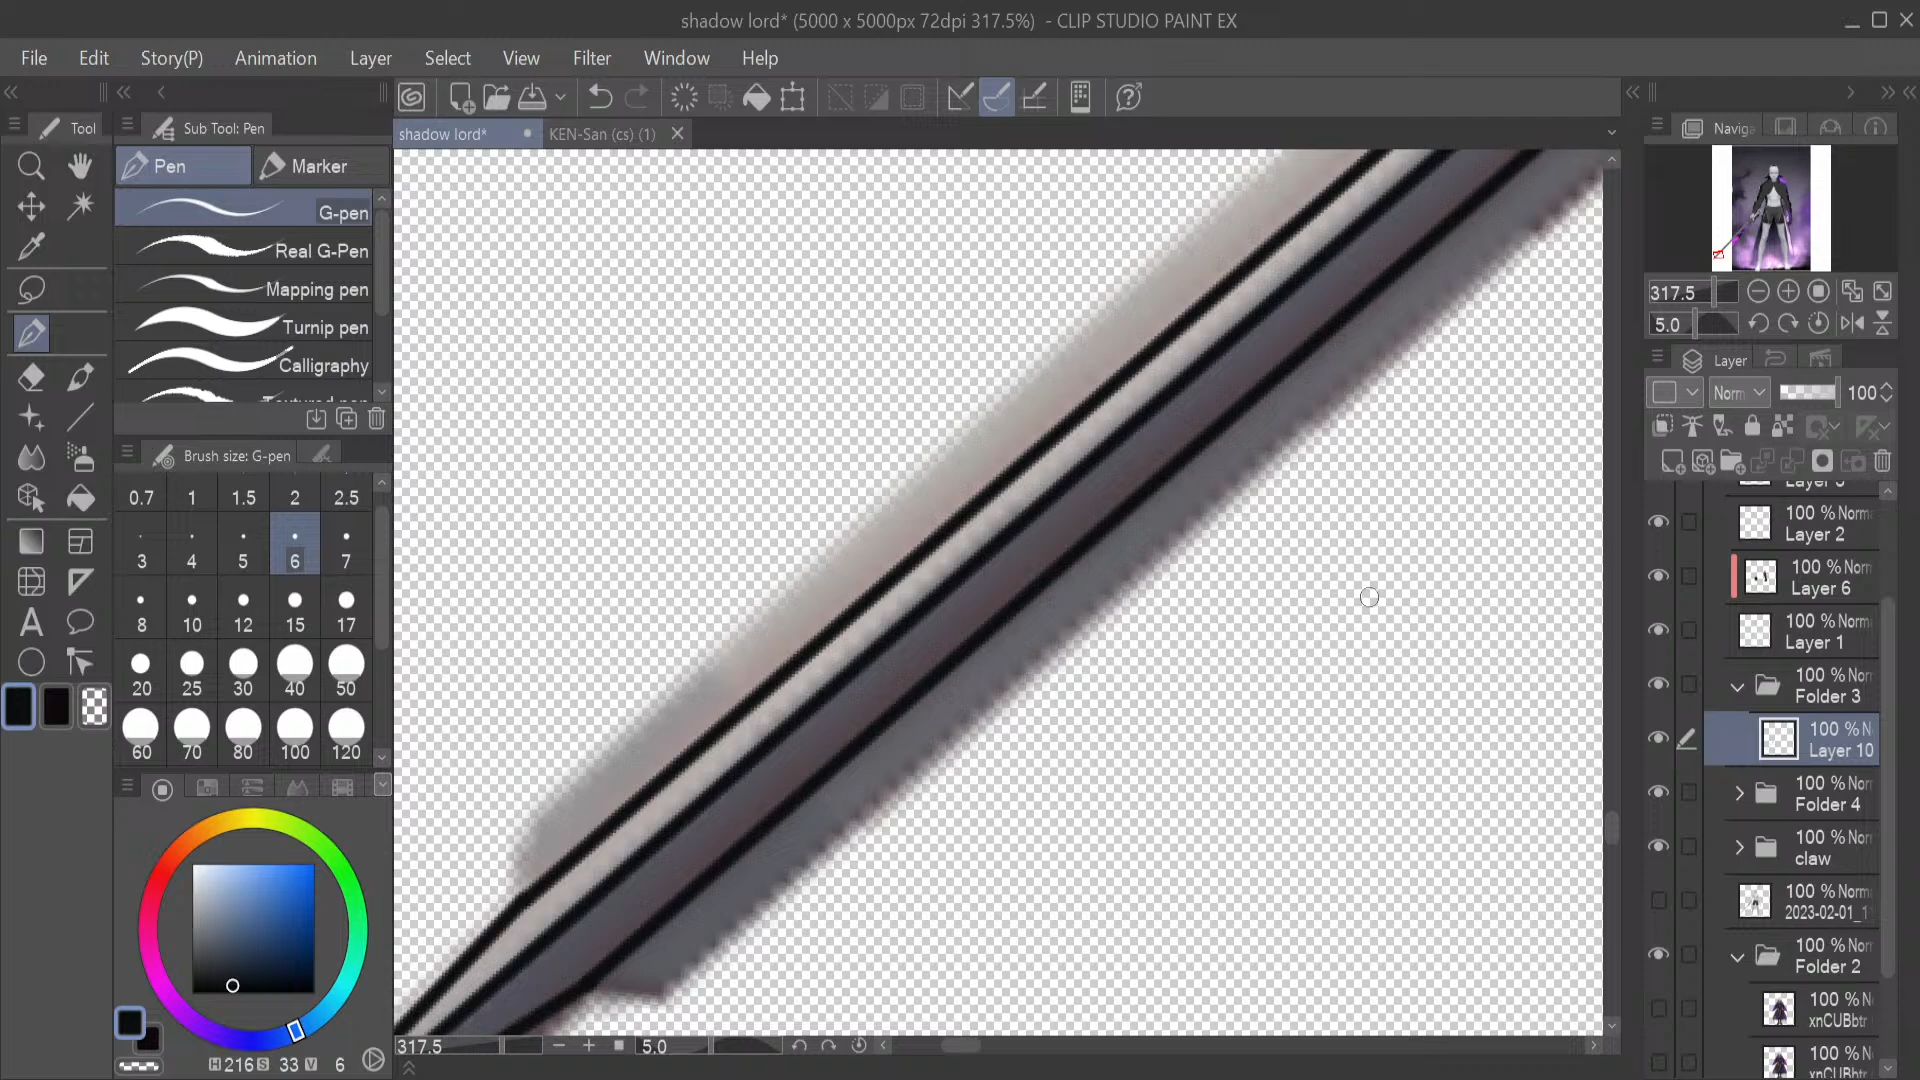 shadow lord* (5000 x 5000px 72dpi 317.5%) - CLIP STUDIO PAINT EX
File Edit Story(P) Animation Layer Select View Filter Window Help
Tool
Sub Tool: Pen
shadow lord*
KEN-San (cs) (1)
Pen
Marker
G-pen
Real G-Pen
Mapping pen
Turnip pen
Calligraphy
Brush size: G-pen
0.7 1 1.5 2 2.5
3 4 5 6 7
8 10 12 15 17
20 25 30 40 50
60 70 80 100 120
H 216 S 33 V 6
317.5
5.0
Naviga
317.5
5.0
Layer
Norm
100
100 % Norm
Layer 2
100 % Norm
Layer 6
100 % Norm
Layer 1
100 % Nor
Folder 3
100 % N
Layer 10
100 % Nor
Folder 4
100 % Nor
claw
100 % Norm
2023-02-01_1
100 % Nor
Folder 2
100 % N
xnCUBbtr
100 % N